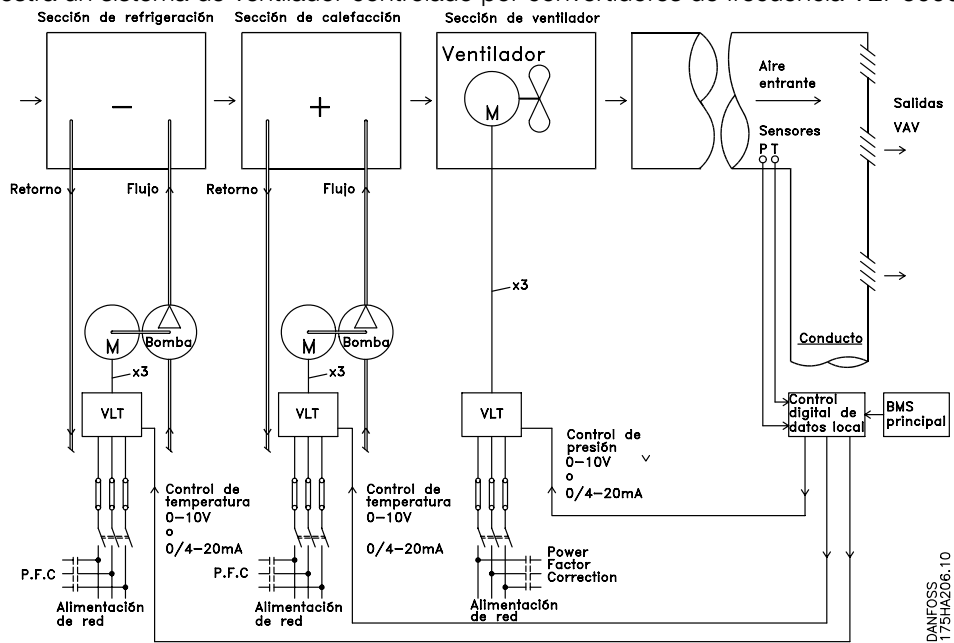 Sección de refrigeración
Sección de calefacción
Sección de ventilador
Ventilador
M
−
+
Aire
entrante
Sensores
P T
Salidas
VAV
Retorno
Flujo
Retorno
Flujo
x3
M
Bomba
M
Bomba
Conducto
x3
x3
VLT
VLT
VLT
Control
digital de
datos local
BMS
principal
Control de
presión
0−10V
o
0/4−20mA
Control de
temperatura
0−10V
o
0/4−20mA
Control de
temperatura
0−10V
0/4−20mA
P.F.C
P.F.C
Power
Factor
Correction
Alimentación
de red
Alimentación
de red
Alimentación
de red
DANFOSS
175HA206.10